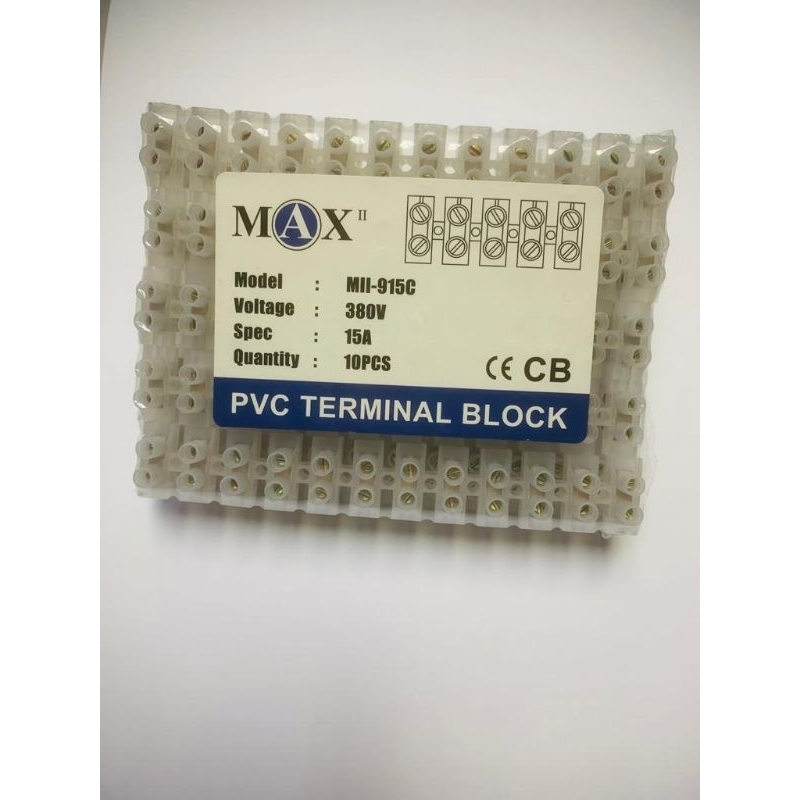 MAX II
Model : MII-915C
Voltage : 380V
Spec : 15A
Quantity : 10PCS
CE CB
PVC TERMINAL BLOCK